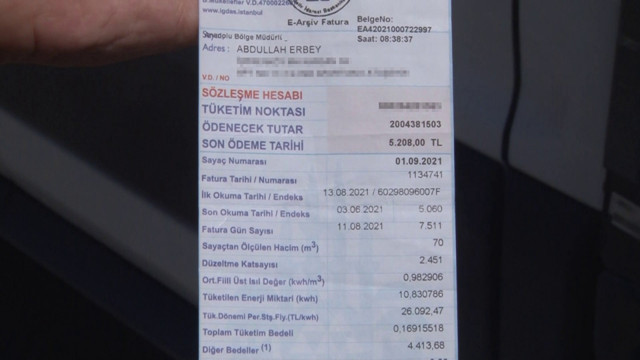 www.igdas.istanbul
E-Arşiv Fatura
BelgeNo:
EA42021000722997
Saat: 08:38:37
Bölge Müdürlü
Adres : ABDULLAH ERBEY
V.D./ NO
SÖZLEŞME HESABI
TÜKETİM NOKTASI
ÖDENECEK TUTAR 2004381503
SON ÖDEME TARİHİ 5.208,00 TL
Sayaç Numarası 01.09.2021
Fatura Tarihi / Numarası 1134741
İlk Okuma Tarihi / Endeks 13.08.2021 / 60298096007F
Son Okuma Tarihi / Endeks 03.06.2021 5.060
Fatura Gün Sayısı 11.08.2021 7.511
Sayaçtan Ölçülen Hacim (m³) 70
Düzeltme Katsayısı 2.451
Ort.Fiili Üst Isıl Değer (kwh/m³) 0,982906
Tüketilen Enerji Miktarı (kwh) 10,830786
Tük.Dönemi Per.Stş.Fiy.(TL/kwh) 26.092,47
Toplam Tüketim Bedeli 0,16915518
Diğer Bedeller (1) 4.413,68